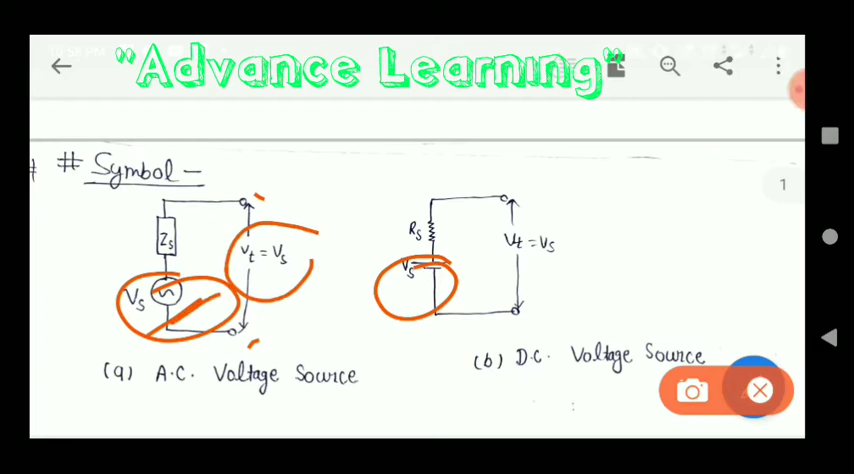 "Advance Learning"
# Symbol -
1
Zs
Vt = Vs
Vs
Rs
Vt = Vs
Vs
(a) A.C. Voltage Source
(b) D.C. Voltage Source